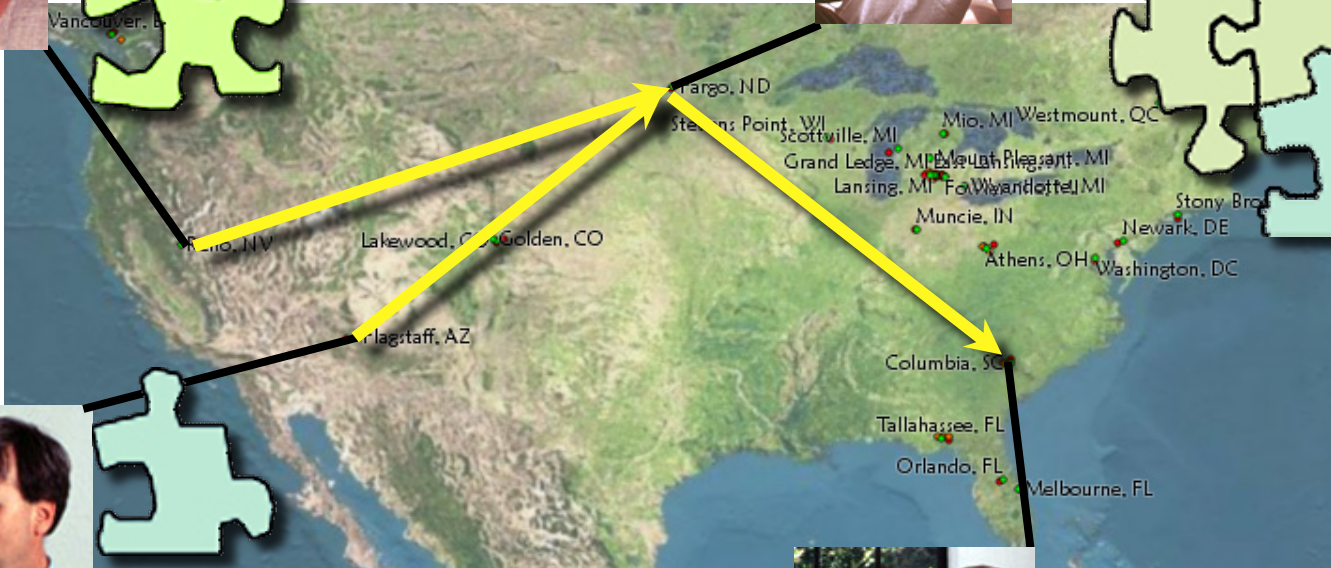 Vancouver,
Fargo, ND
Stevens Point, WI
Westmount, QC
Mio, MI
Scottville, MI
Grand Ledge, MI
Mount Pleasant, MI
Lansing, MI
Wyandotte, MI
Stony
Muncie, IN
Newark, DE
Reno, NV
Lakewood, CO
Golden, CO
Athens, OH
Washington, DC
Flagstaff, AZ
Columbia, SC
Tallahassee, FL
Orlando, FL
Melbourne, FL